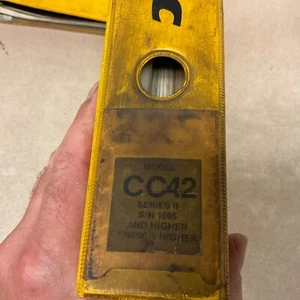 C
MODEL
CC42
SERIES II
S/N 1065
AND HIGHER
HIGHER